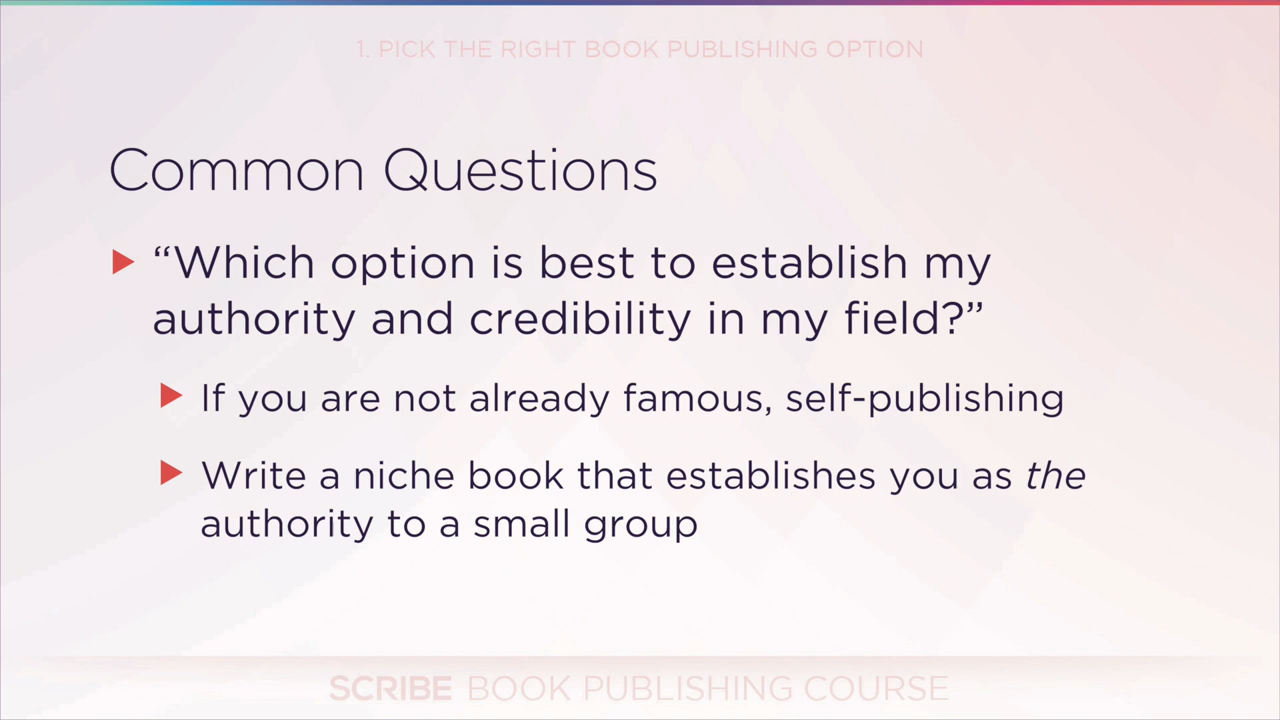 1. PICK THE RIGHT BOOK PUBLISHING OPTION
Common Questions
“Which option is best to establish my
authority and credibility in my field?”
If you are not already famous, self-publishing
Write a niche book that establishes you as the
authority to a small group
SCRIBE BOOK PUBLISHING COURSE